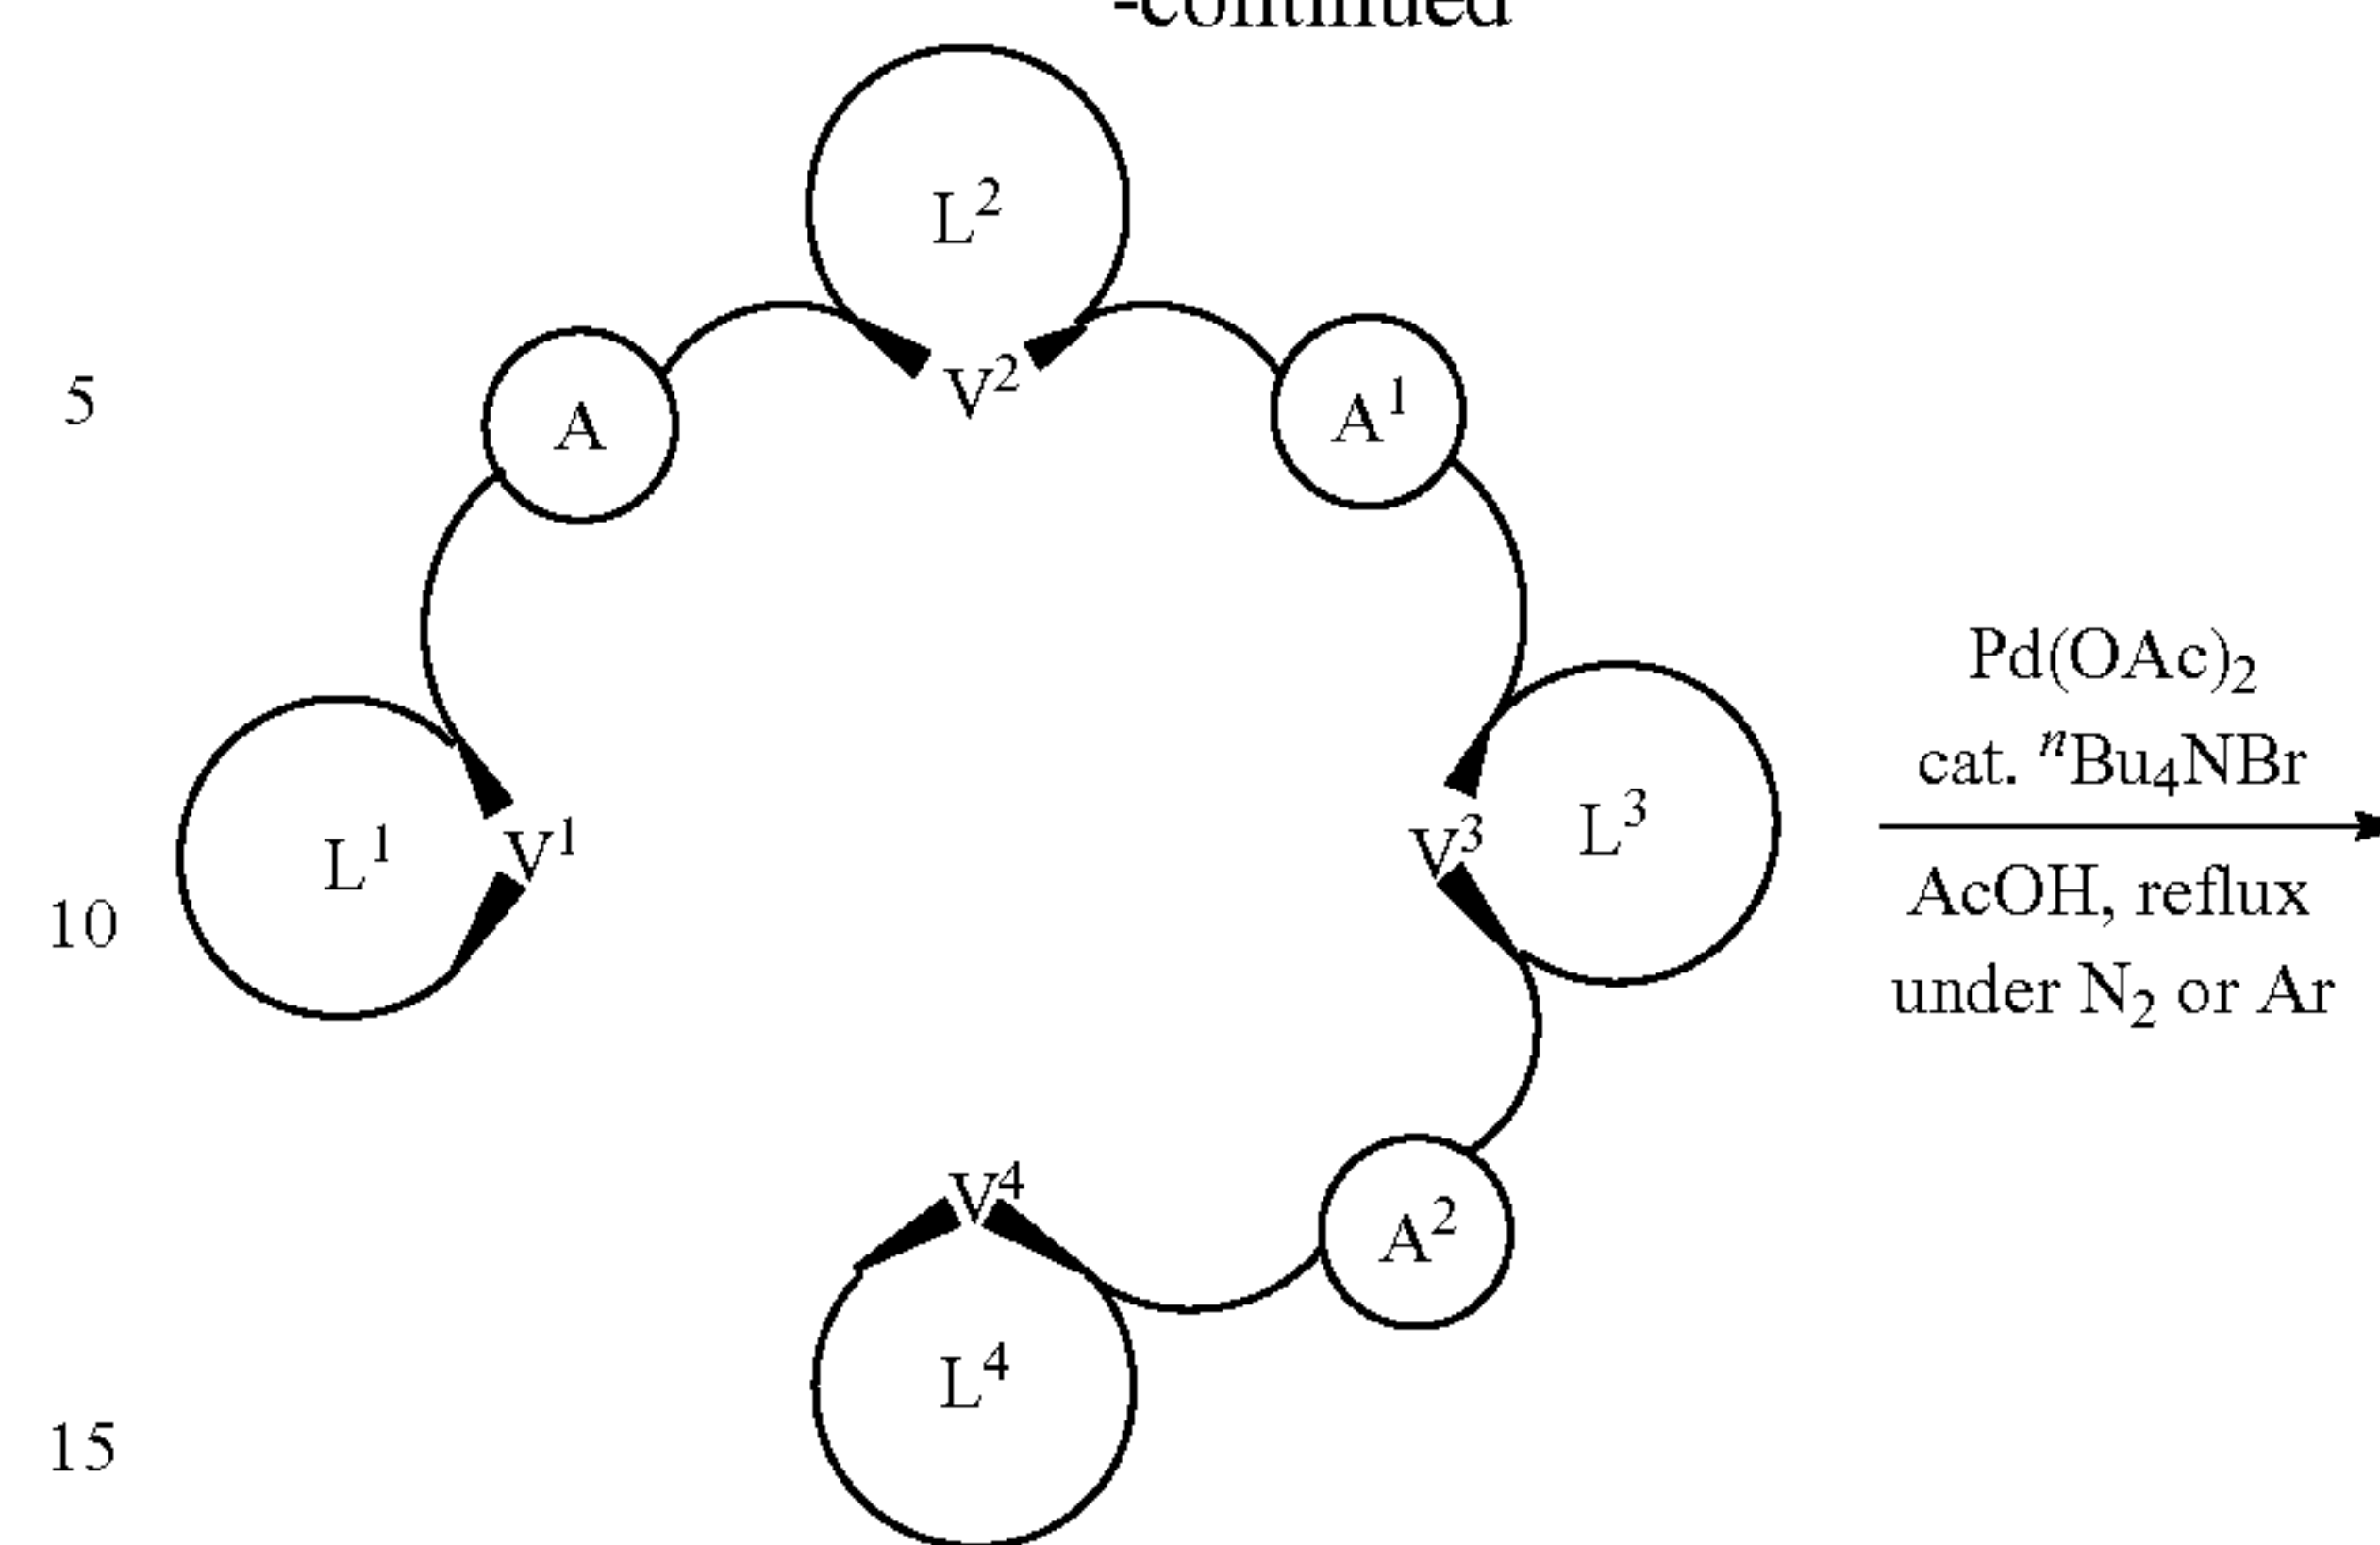 -continued
L²
5
V²
A
A¹
Pd(OAc)₂
cat. ⁿBu₄NBr
L¹
V¹
V³
L³
AcOH, reflux
10
under N₂ or Ar
V⁴
A²
L⁴
15